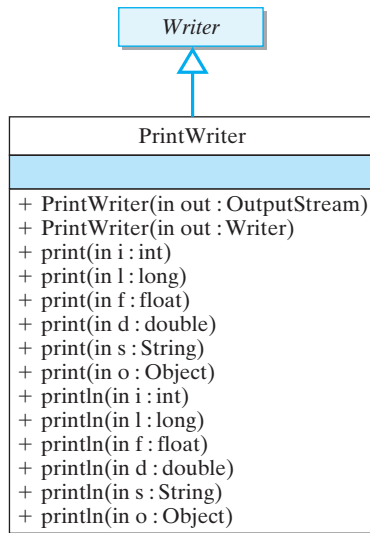 Writer
PrintWriter
+ PrintWriter(in out : OutputStream)
+ PrintWriter(in out : Writer)
+ print(in i : int)
+ print(in l : long)
+ print(in f : float)
+ print(in d : double)
+ print(in s : String)
+ print(in o : Object)
+ println(in i : int)
+ println(in l : long)
+ println(in f : float)
+ println(in d : double)
+ println(in s : String)
+ println(in o : Object)